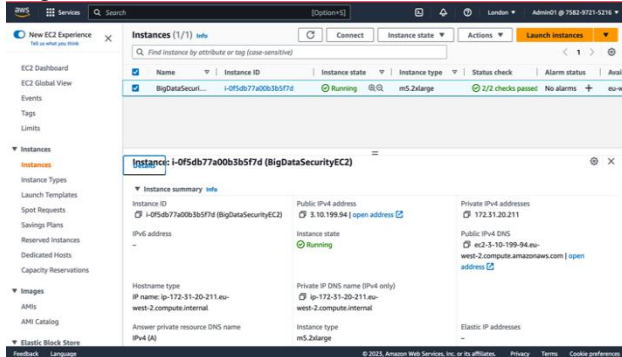 aws
Services
Search
[Option+S]
London
Admin01 @ 7582-9721-5216
New EC2 Experience
Tell us what you think
EC2 Dashboard
EC2 Global View
Events
Tags
Limits
Instances
Instances
Instance Types
Launch Templates
Spot Requests
Savings Plans
Reserved Instances
Dedicated Hosts
Capacity Reservations
Images
AMIs
AMI Catalog
Elastic Block Store
Instances (1/1) Info
Connect
Instance state
Actions
Launch instances
Find instance by attribute or tag (case-sensitive)
1
Name Instance ID Instance state Instance type Status check Alarm status Avai
BigDataSecuri... i-0f5db77a00b3b5f7d Running m5.2xlarge 2/2 checks passed No alarms + eu-w
Instance: i-0f5db77a00b3b5f7d (BigDataSecurityEC2)
Details
Instance summary Info
Instance ID
i-0f5db77a00b3b5f7d (BigDataSecurityEC2)
Public IPv4 address
3.10.199.94 | open address
Private IPv4 addresses
172.31.20.211
IPv6 address
–
Instance state
Running
Public IPv4 DNS
ec2-3-10-199-94.eu-
west-2.compute.amazonaws.com | open
address
Hostname type
IP name: ip-172-31-20-211.eu-
west-2.compute.internal
Private IP DNS name (IPv4 only)
ip-172-31-20-211.eu-
west-2.compute.internal
Answer private resource DNS name
IPv4 (A)
Instance type
m5.2xlarge
Elastic IP addresses
–
Feedback Language
© 2023, Amazon Web Services, Inc. or its affiliates. Privacy Terms Cookie preferences